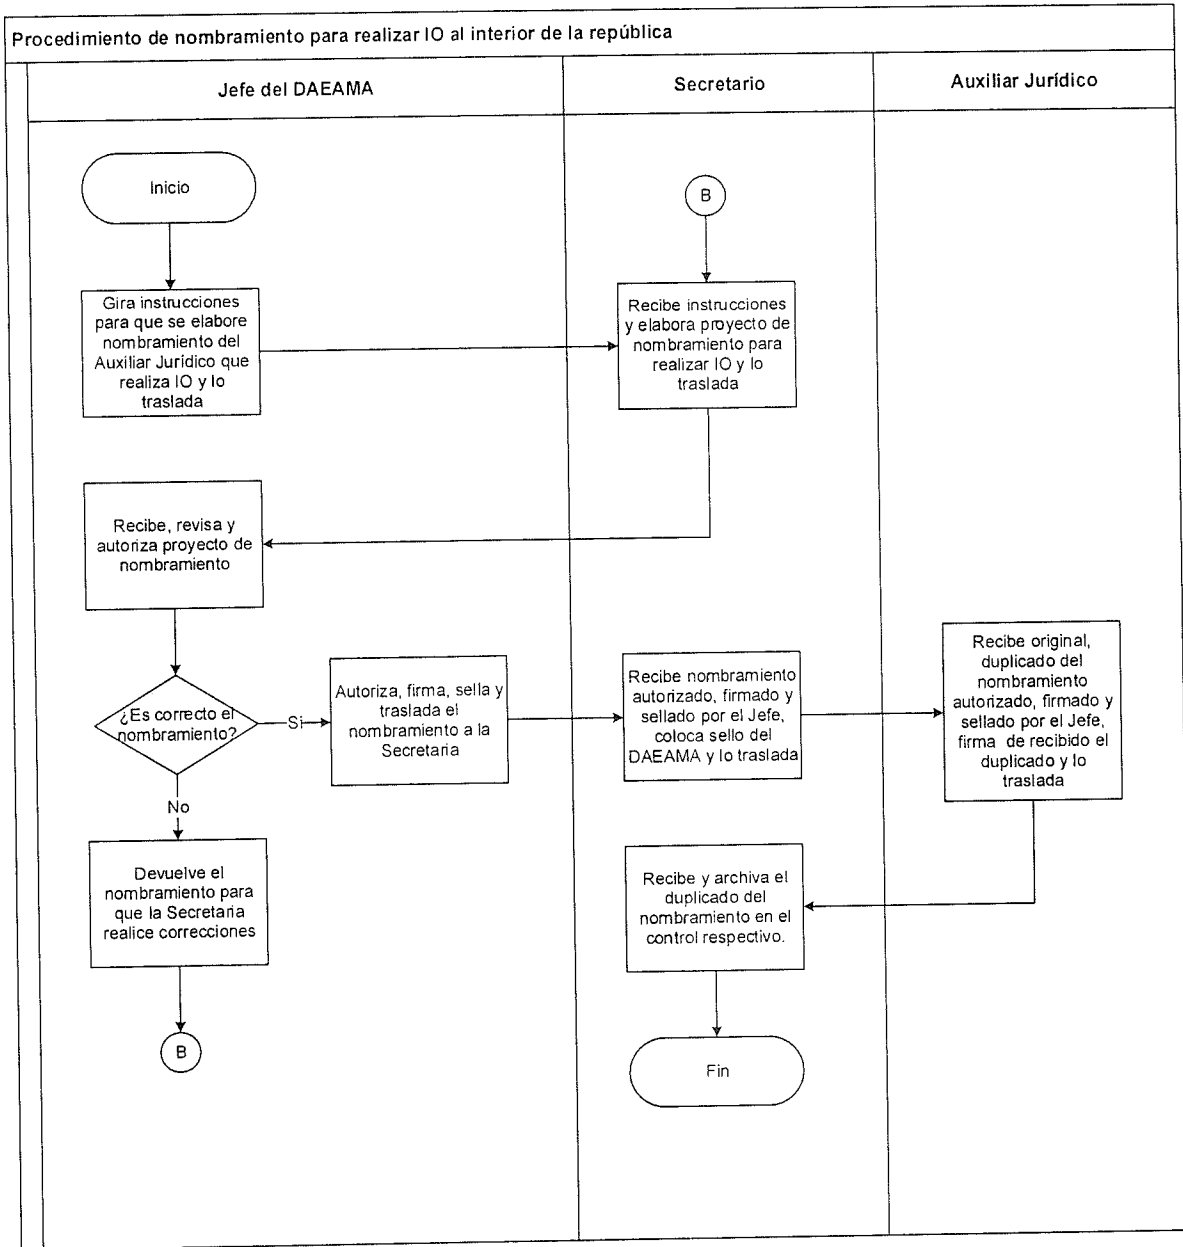 Procedimiento de nombramiento para realizar IO al interior de la república
Jefe del DAEAMA
Secretario
Auxiliar Jurídico
Inicio
B
Gira instrucciones
para que se elabore
nombramiento del
Auxiliar Jurídico que
realiza IO y lo
traslada
Recibe instrucciones
y elabora proyecto de
nombramiento para
realizar IO y lo
traslada
Recibe, revisa y
autoriza proyecto de
nombramiento
¿Es correcto el
nombramiento?
Si
Autoriza, firma, sella y
traslada el
nombramiento a la
Secretaria
Recibe nombramiento
autorizado, firmado y
sellado por el Jefe,
coloca sello del
DAEAMA y lo traslada
Recibe original,
duplicado del
nombramiento
autorizado, firmado y
sellado por el Jefe,
firma de recibido el
duplicado y lo
traslada
No
Devuelve el
nombramiento para
que la Secretaria
realice correcciones
Recibe y archiva el
duplicado del
nombramiento en el
control respectivo.
B
Fin